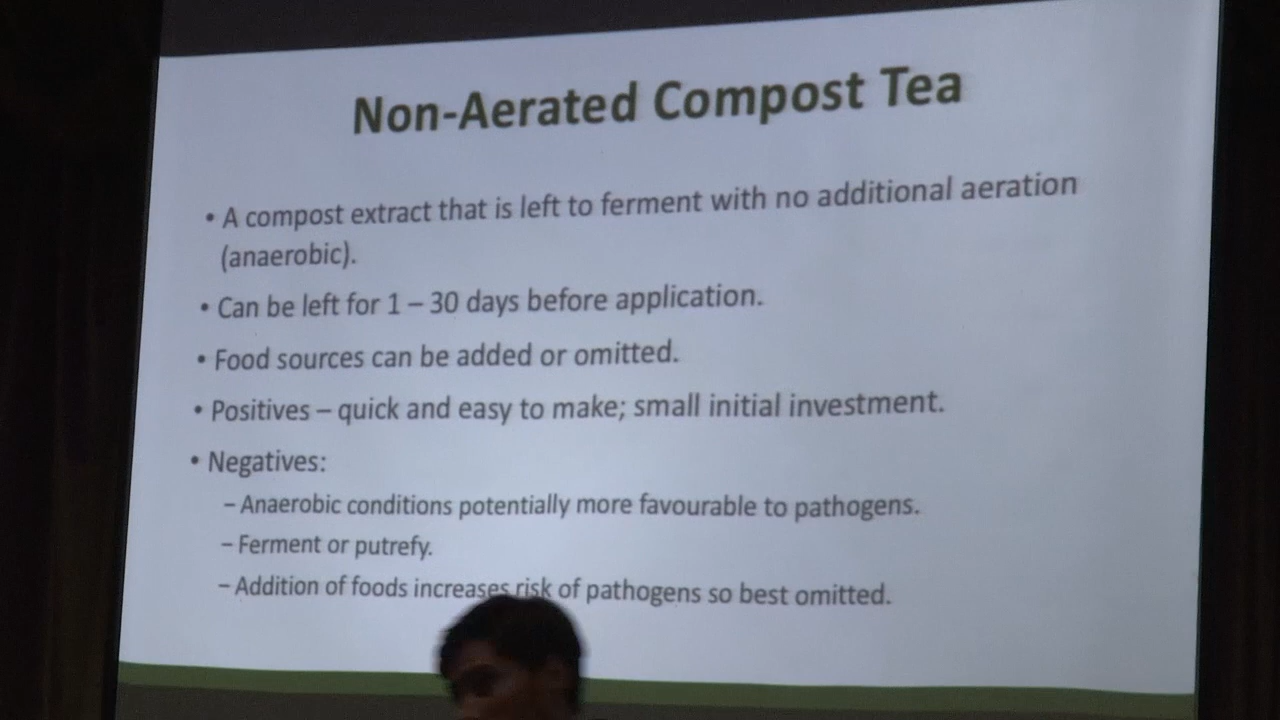 Non-Aerated Compost Tea
• A compost extract that is left to ferment with no additional aeration
(anaerobic).
• Can be left for 1 – 30 days before application.
• Food sources can be added or omitted.
• Positives – quick and easy to make; small initial investment.
• Negatives:
– Anaerobic conditions potentially more favourable to pathogens.
– Ferment or putrefy.
– Addition of foods increases risk of pathogens so best omitted.